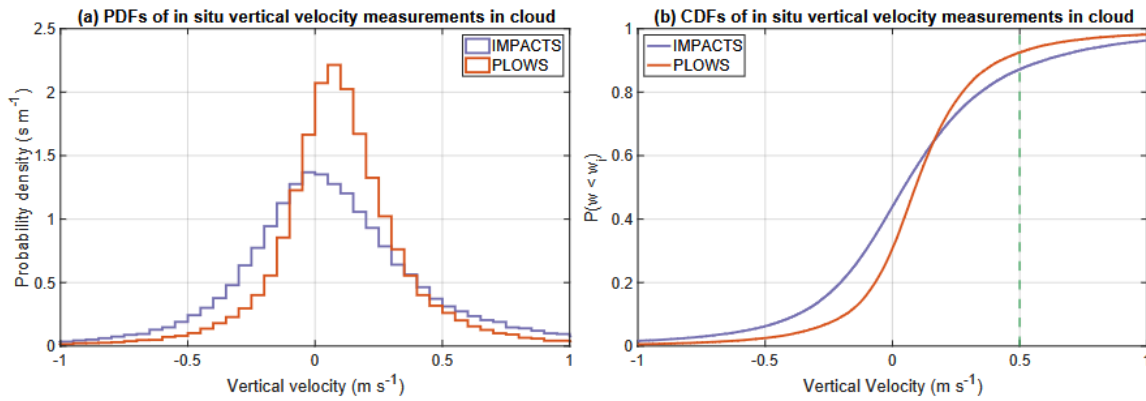 (a) PDFs of in situ vertical velocity measurements in cloud
2.5
2
1.5
1
0.5
0
Probability density (s m⁻¹)
IMPACTS
PLOWS
-1
-0.5
0
0.5
1
Vertical velocity (m s⁻¹)
(b) CDFs of in situ vertical velocity measurements in cloud
1
0.8
0.6
0.4
0.2
0
P(w < wᵢ)
IMPACTS
PLOWS
-1
-0.5
0
0.5
1
Vertical Velocity (m s⁻¹)